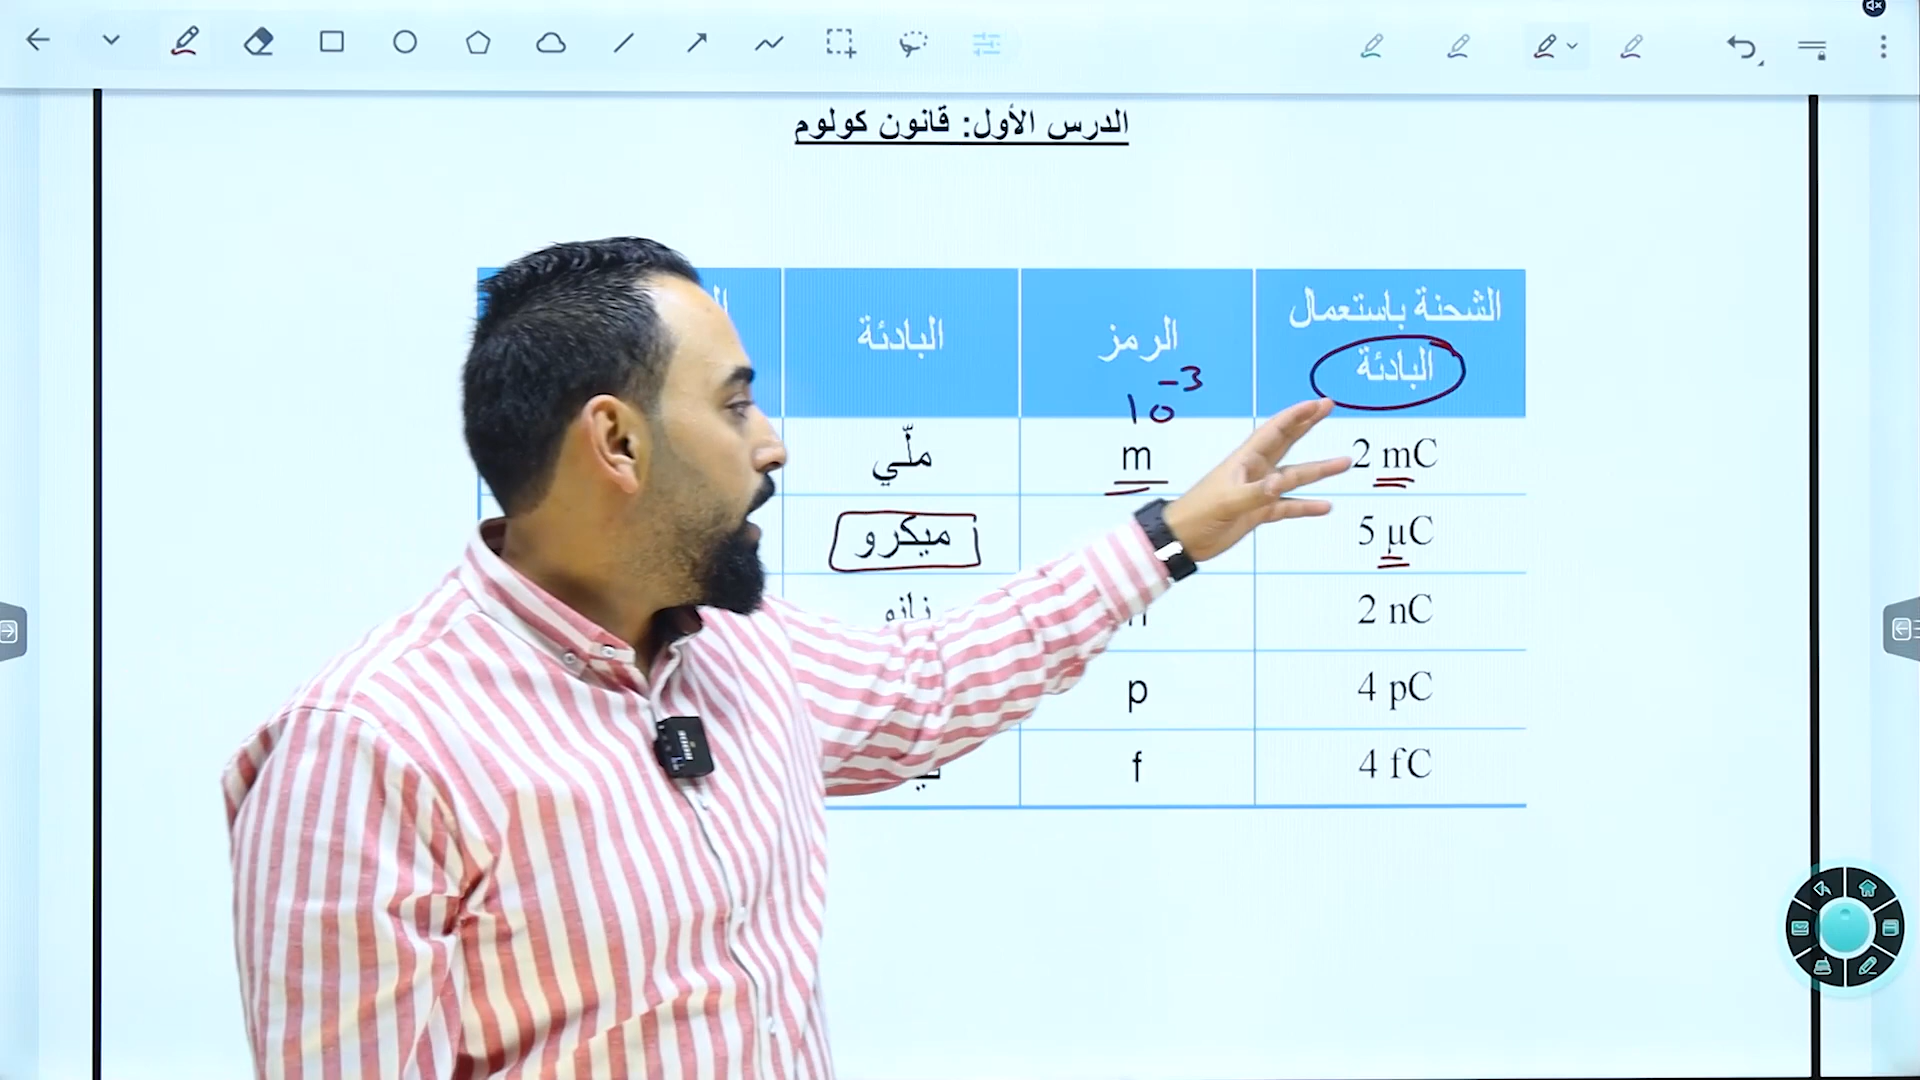 الدرس الأول: قانون كولوم
الشحنة باستعمال البادئة
الرمز
البادئة
10⁻³
2 mC
m
ملّي
5 µC
ميكرو
2 nC
نانو
4 pC
p
4 fC
f